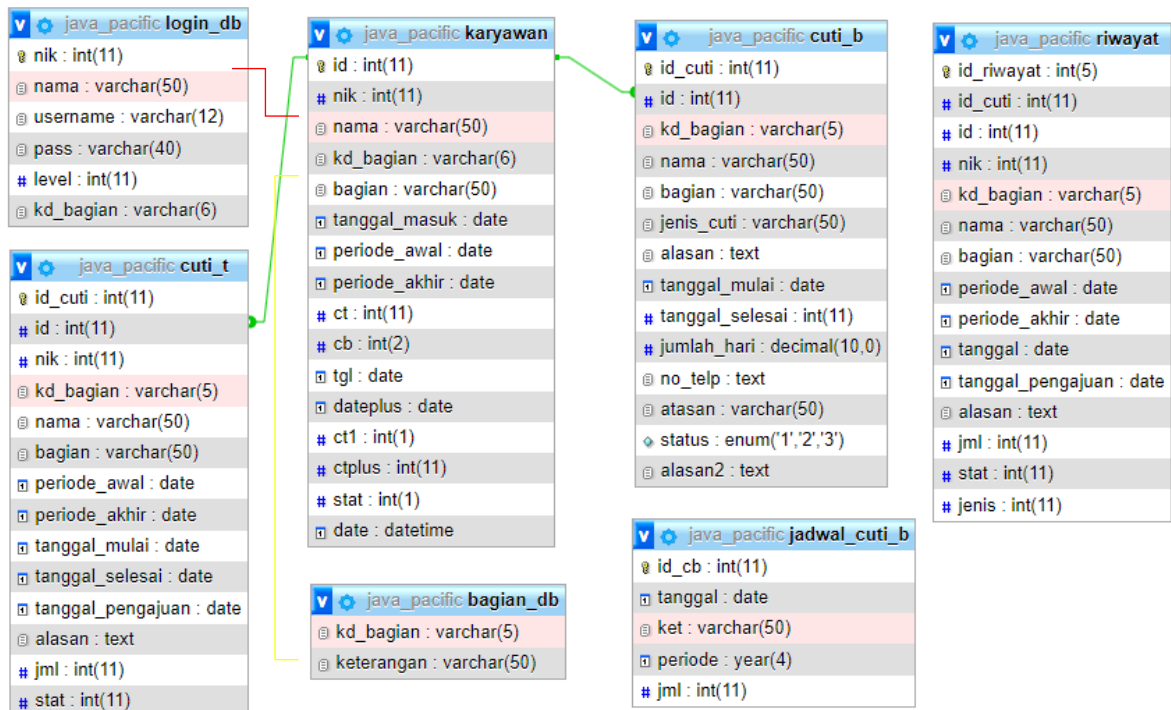 java_pacific login_db
nik : int(11)
nama : varchar(50)
username : varchar(12)
pass : varchar(40)
level : int(11)
kd_bagian : varchar(6)
java_pacific cuti_t
id_cuti : int(11)
id : int(11)
nik : int(11)
kd_bagian : varchar(5)
nama : varchar(50)
bagian : varchar(50)
periode_awal : date
periode_akhir : date
tanggal_mulai : date
tanggal_selesai : date
tanggal_pengajuan : date
alasan : text
jml : int(11)
stat : int(11)
java_pacific karyawan
id : int(11)
nik : int(11)
nama : varchar(50)
kd_bagian : varchar(6)
bagian : varchar(50)
tanggal_masuk : date
periode_awal : date
periode_akhir : date
ct : int(11)
cb : int(2)
tgl : date
dateplus : date
ct1 : int(1)
ctplus : int(11)
stat : int(1)
date : datetime
java_pacific bagian_db
kd_bagian : varchar(5)
keterangan : varchar(50)
java_pacific cuti_b
id_cuti : int(11)
id : int(11)
kd_bagian : varchar(5)
nama : varchar(50)
bagian : varchar(50)
jenis_cuti : varchar(50)
alasan : text
tanggal_mulai : date
tanggal_selesai : int(11)
jumlah_hari : decimal(10,0)
no_telp : text
atasan : varchar(50)
status : enum('1','2','3')
alasan2 : text
java_pacific jadwal_cuti_b
id_cb : int(11)
tanggal : date
ket : varchar(50)
periode : year(4)
jml : int(11)
java_pacific riwayat
id_riwayat : int(5)
id_cuti : int(11)
id : int(11)
nik : int(11)
kd_bagian : varchar(5)
nama : varchar(50)
bagian : varchar(50)
periode_awal : date
periode_akhir : date
tanggal : date
tanggal_pengajuan : date
alasan : text
jml : int(11)
stat : int(11)
jenis : int(11)